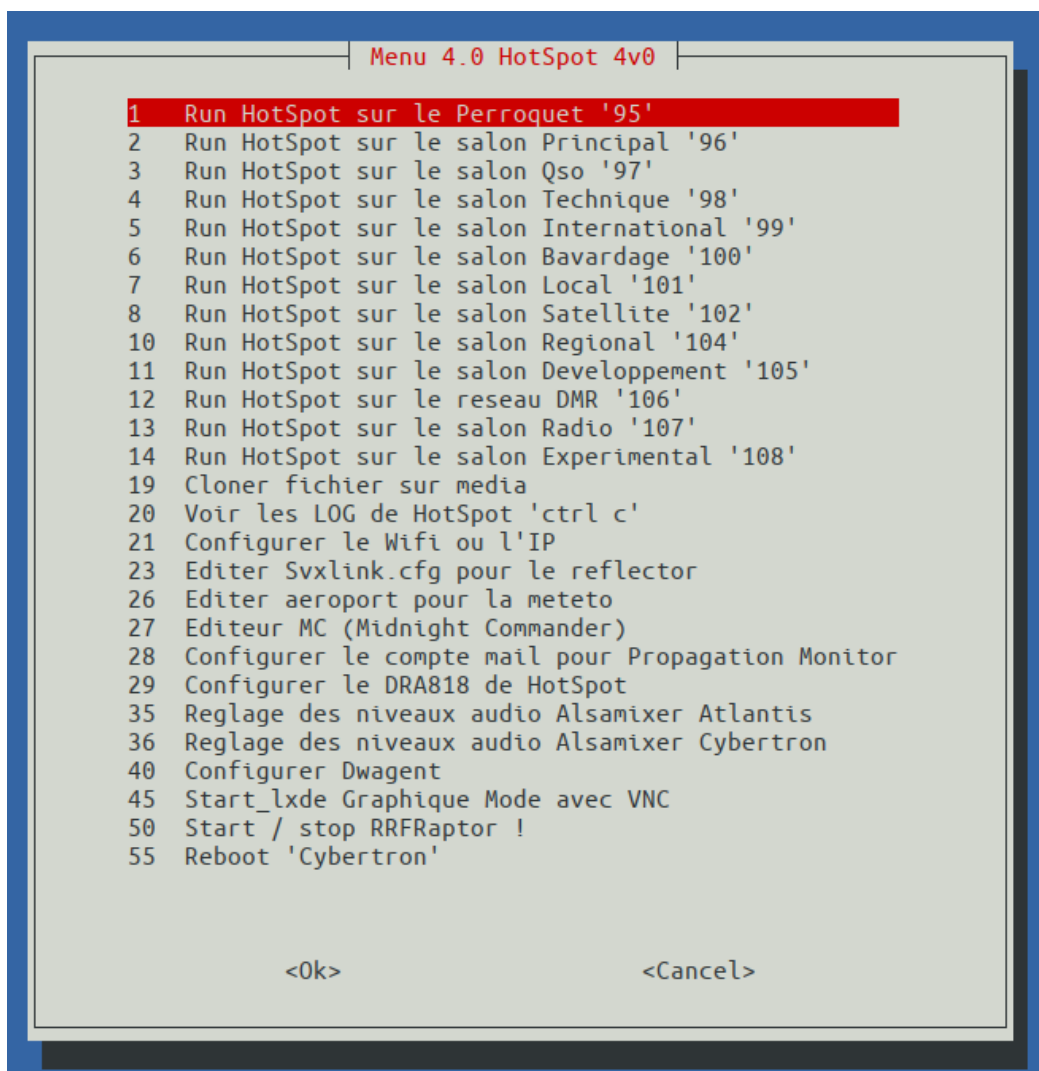 Menu 4.0 HotSpot 4v0
1 Run HotSpot sur le Perroquet '95'
2 Run HotSpot sur le salon Principal '96'
3 Run HotSpot sur le salon Qso '97'
4 Run HotSpot sur le salon Technique '98'
5 Run HotSpot sur le salon International '99'
6 Run HotSpot sur le salon Bavardage '100'
7 Run HotSpot sur le salon Local '101'
8 Run HotSpot sur le salon Satellite '102'
10 Run HotSpot sur le salon Regional '104'
11 Run HotSpot sur le salon Developpement '105'
12 Run HotSpot sur le reseau DMR '106'
13 Run HotSpot sur le salon Radio '107'
14 Run HotSpot sur le salon Experimental '108'
19 Cloner fichier sur media
20 Voir les LOG de HotSpot 'ctrl c'
21 Configurer le Wifi ou l'IP
23 Editer Svxlink.cfg pour le reflector
26 Editer aeroport pour la meteto
27 Editeur MC (Midnight Commander)
28 Configurer le compte mail pour Propagation Monitor
29 Configurer le DRA818 de HotSpot
35 Reglage des niveaux audio Alsamixer Atlantis
36 Reglage des niveaux audio Alsamixer Cybertron
40 Configurer Dwagent
45 Start_lxde Graphique Mode avec VNC
50 Start / stop RRFRaptor !
55 Reboot 'Cybertron'
<Ok> <Cancel>